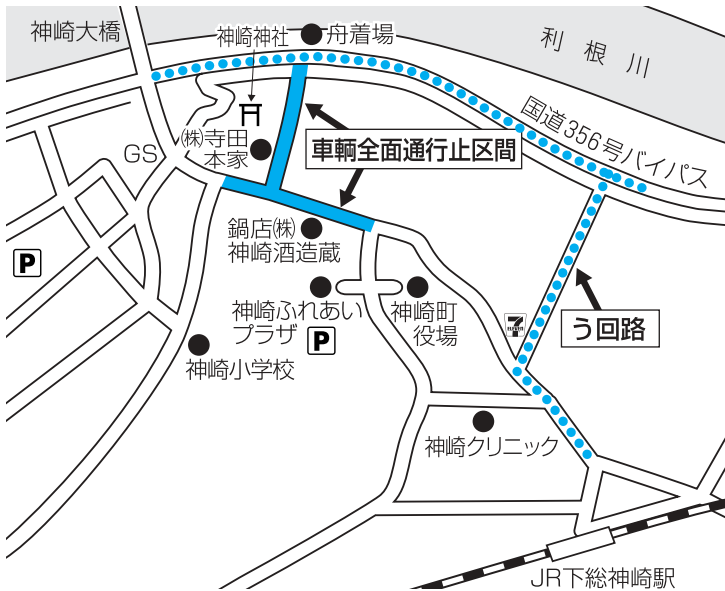 神崎大橋
神崎神社
舟着場
利根川
国道356号バイパス
GS
㈱寺田
本家
車輌全面通行止区間
鍋店㈱
神崎酒造蔵
P
神崎ふれあい
プラザ
P
神崎町
役場
7
ELEVEN
う回路
神崎小学校
神崎クリニック
JR下総神崎駅